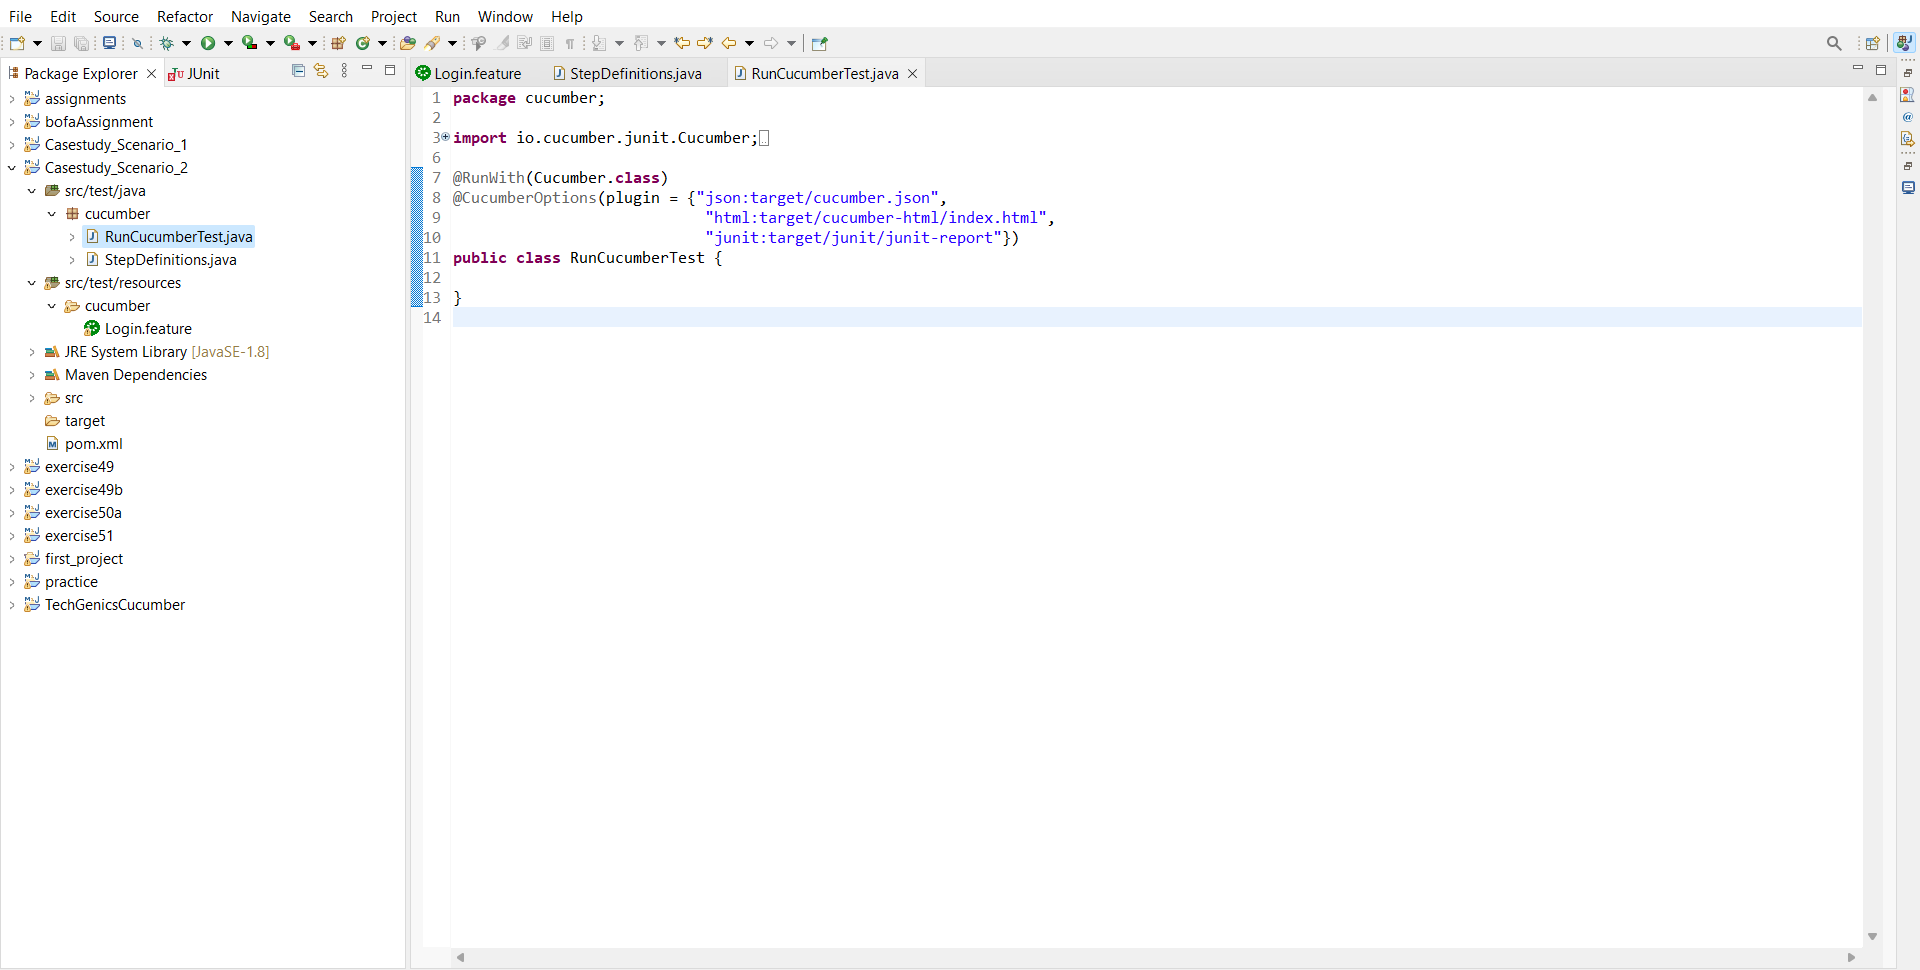 File Edit Source Refactor Navigate Search Project Run Window Help
Package Explorer
JUnit
assignments
bofaAssignment
Casestudy_Scenario_1
Casestudy_Scenario_2
src/test/java
cucumber
RunCucumberTest.java
StepDefinitions.java
src/test/resources
cucumber
Login.feature
JRE System Library [JavaSE-1.8]
Maven Dependencies
src
target
pom.xml
exercise49
exercise49b
exercise50a
exercise51
first_project
practice
TechGenicsCucumber
Login.feature
StepDefinitions.java
RunCucumberTest.java
1 package cucumber;
2
3 import io.cucumber.junit.Cucumber;
6
7 @RunWith(Cucumber.class)
8 @CucumberOptions(plugin = {"json:target/cucumber.json",
9 "html:target/cucumber-html/index.html",
10 "junit:target/junit/junit-report"})
11 public class RunCucumberTest {
12
13 }
14